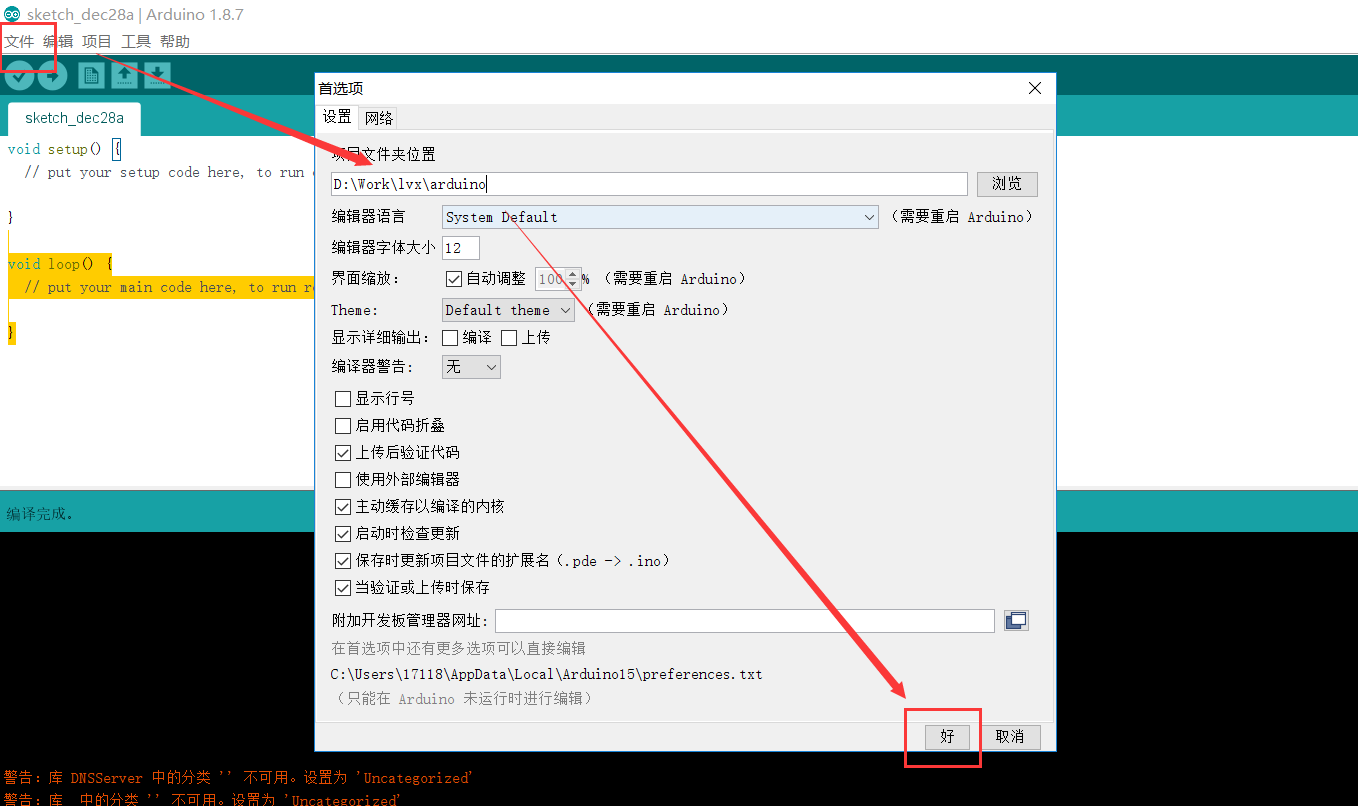 sketch_dec28a | Arduino 1.8.7
文件 编辑 项目 工具 帮助
sketch_dec28a
void setup() {
// put your setup code here, to run
}
void loop() {
// put your main code here, to run
}
编译完成。
首选项
设置 网络
项目文件夹位置
D:\Work\lvx\arduino 浏览
编辑器语言 System Default （需要重启 Arduino）
编辑器字体大小 12
界面缩放： 自动调整 100 % （需要重启 Arduino）
Theme: Default theme （需要重启 Arduino）
显示详细输出： 编译 上传
编译器警告: 无
显示行号
启用代码折叠
上传后验证代码
使用外部编辑器
主动缓存以编译的内核
启动时检查更新
保存时更新项目文件的扩展名（.pde -> .ino）
当验证或上传时保存
附加开发板管理器网址:
在首选项中还有更多选项可以直接编辑
C:\Users\17118\AppData\Local\Arduino15\preferences.txt
（只能在 Arduino 未运行时进行编辑）
好 取消
警告：库 DNSServer 中的分类 '' 不可用。设置为 'Uncategorized'
警告：库 中的分类 '' 不可用。设置为 'Uncategorized'